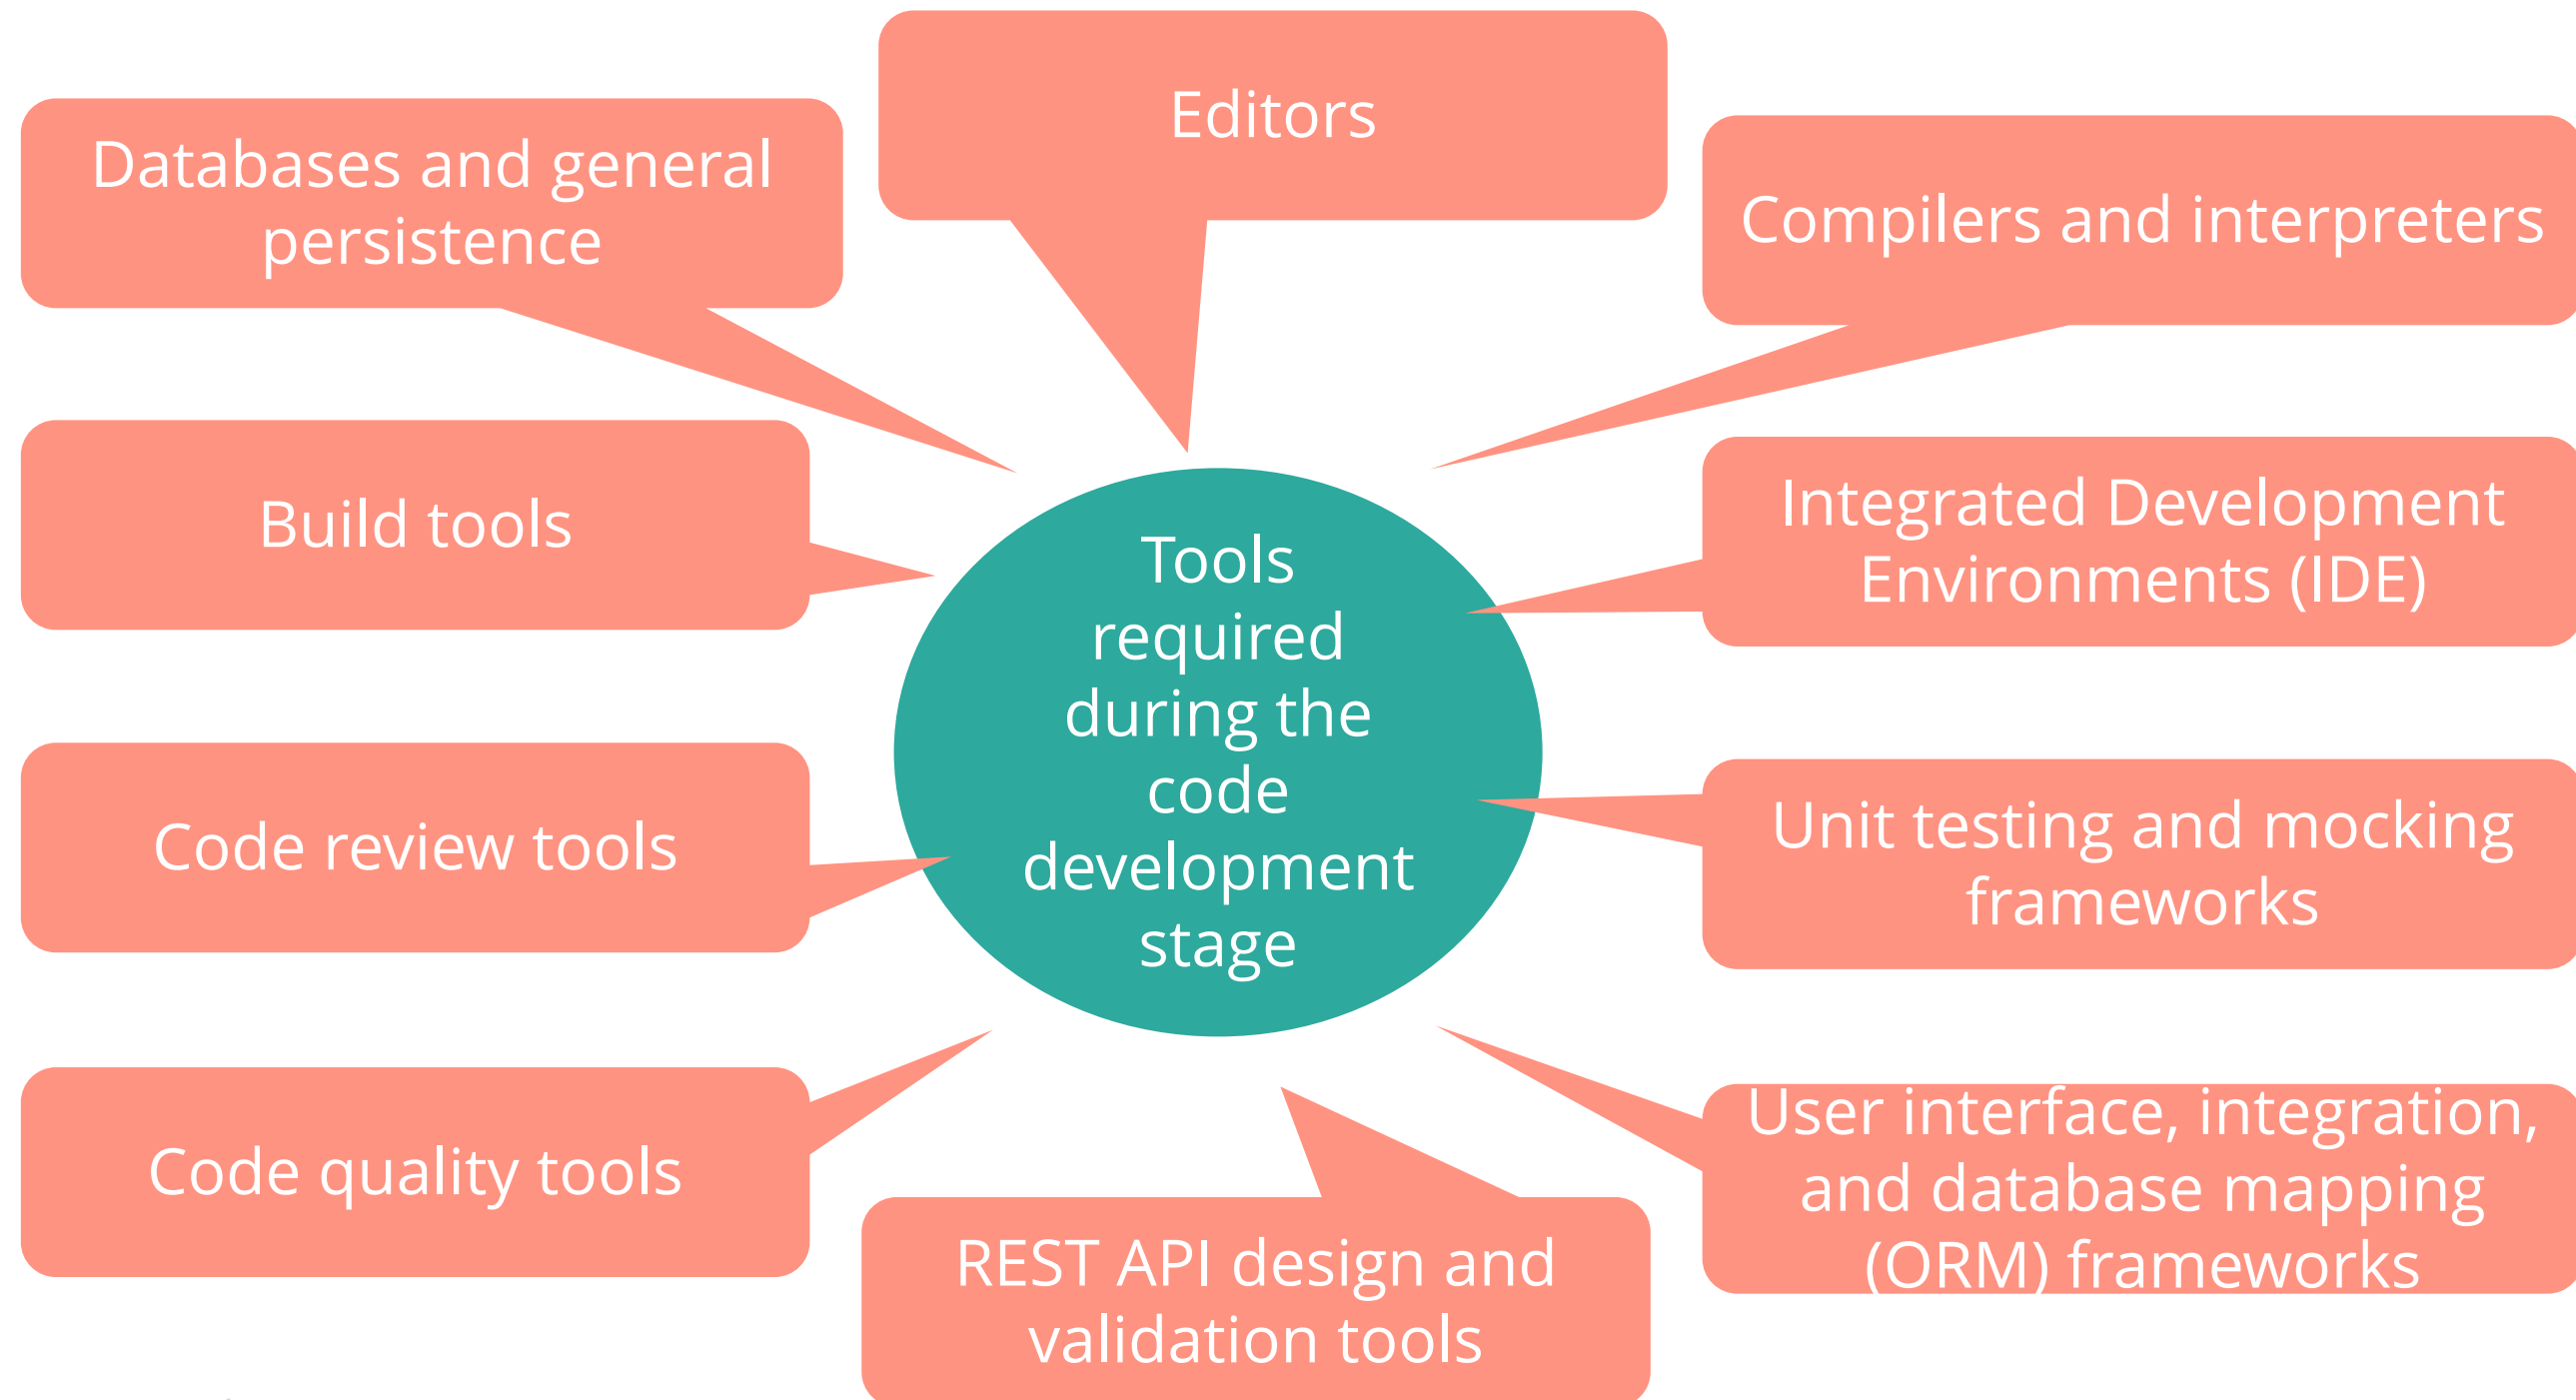 Editors
Databases and general
persistence
Compilers and interpreters
Build tools
Integrated Development
Environments (IDE)
Tools
required
during the
code
development
stage
Code review tools
Unit testing and mocking
frameworks
Code quality tools
User interface, integration,
and database mapping
(ORM) frameworks
REST API design and
validation tools